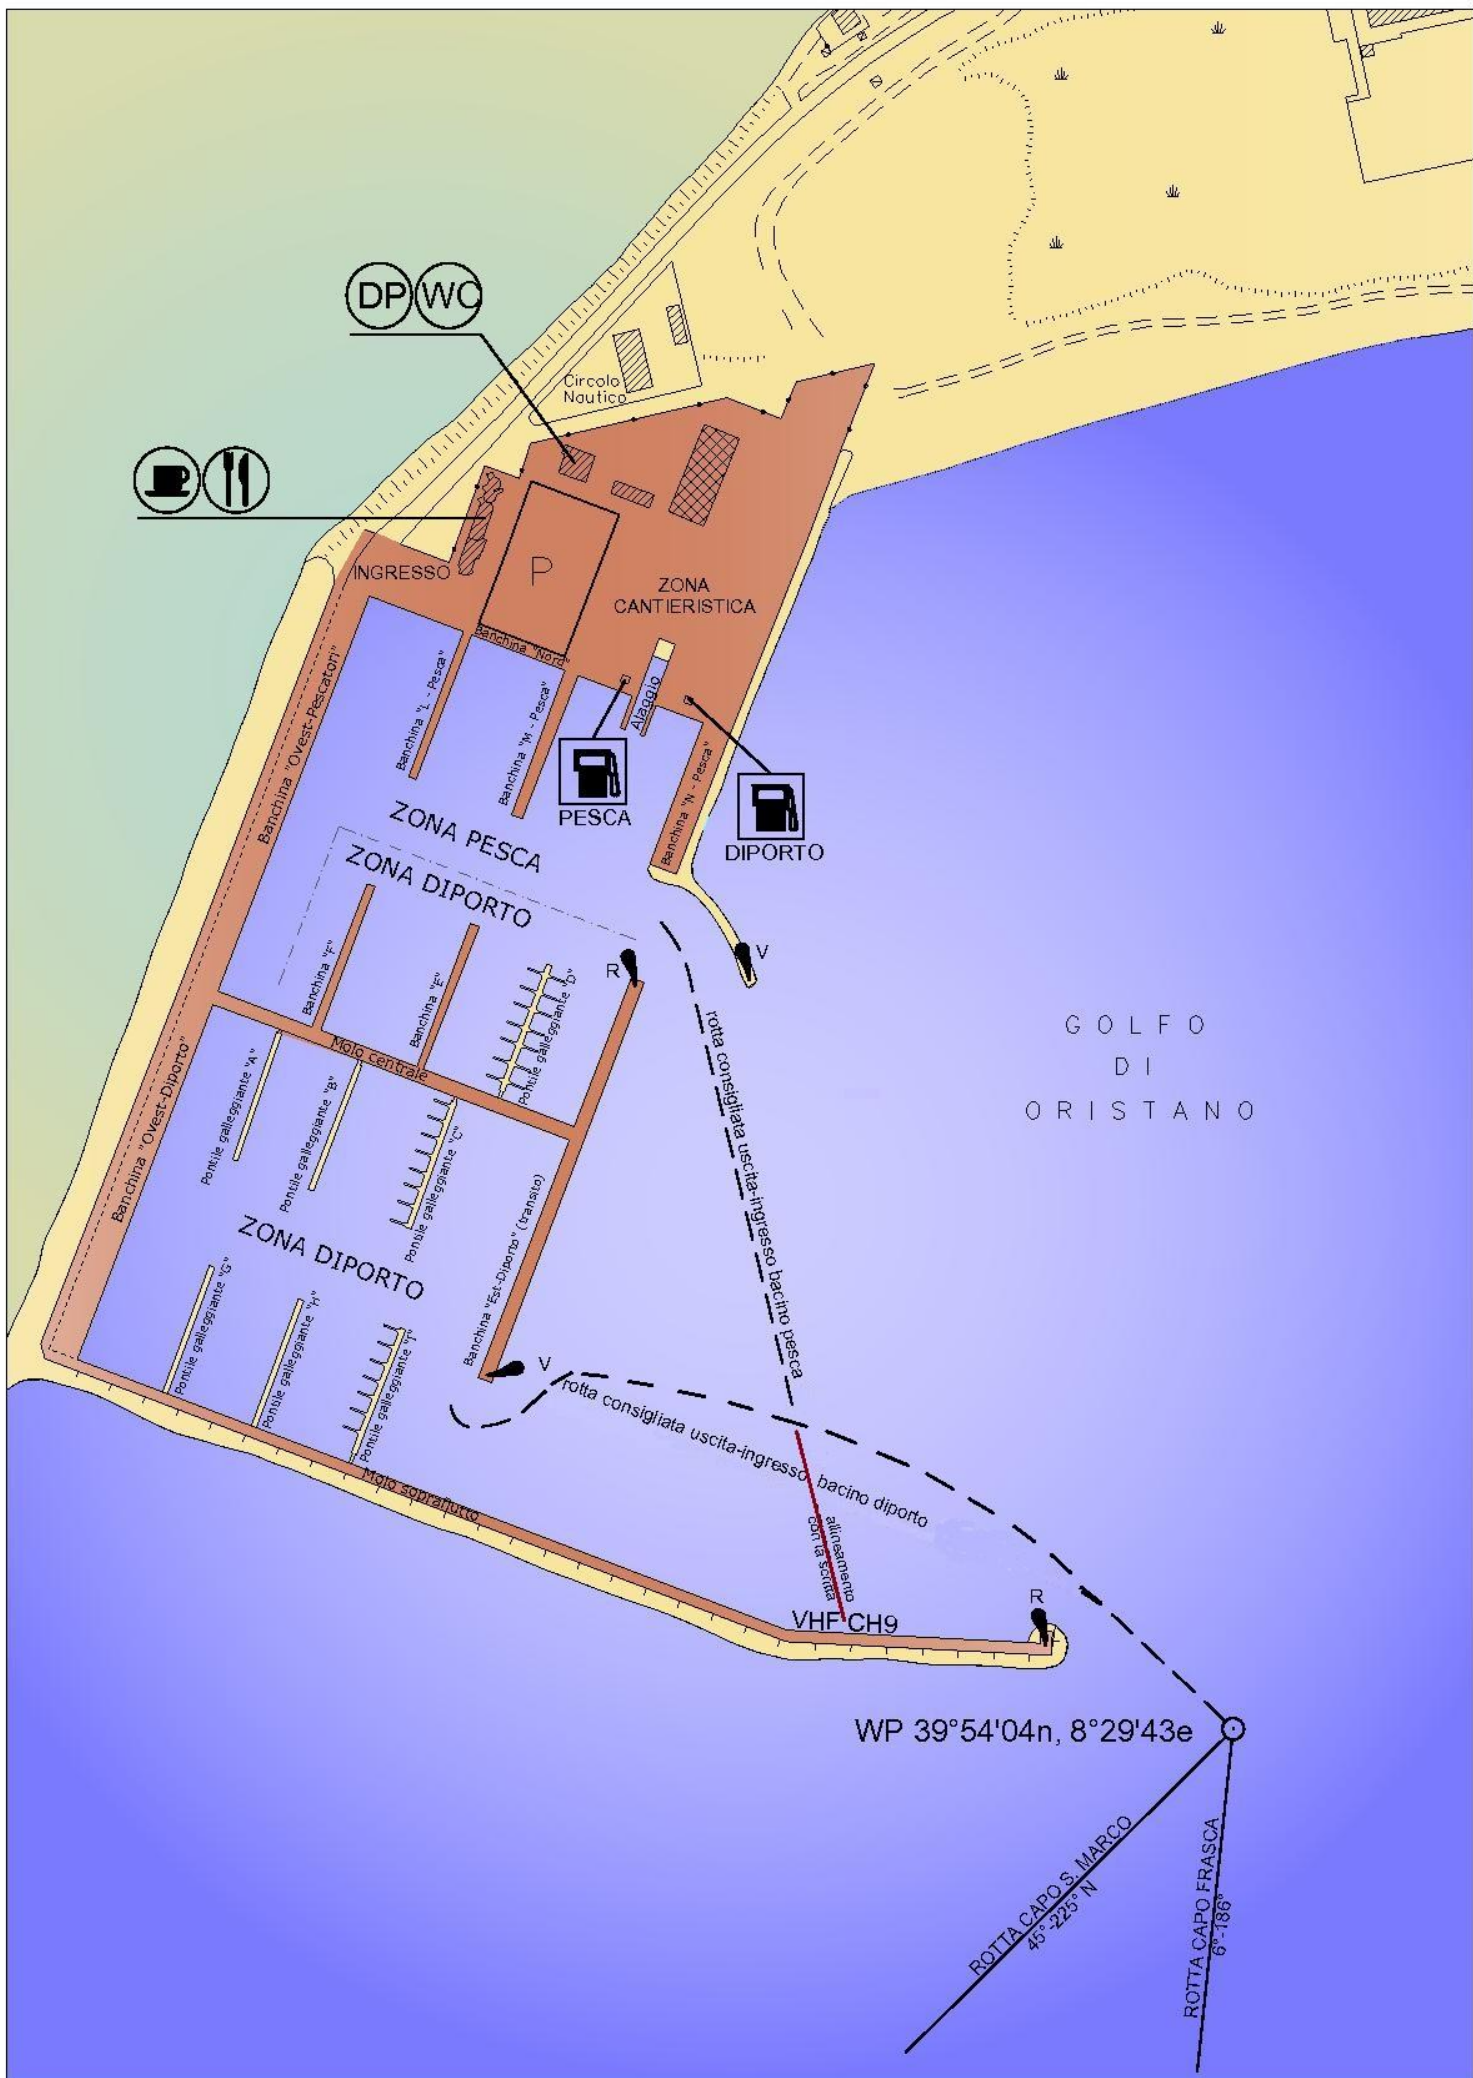 DP WC
Circolo
Nautico
INGRESSO
P
ZONA
CANTIERISTICA
Banchina "Nord"
Banchina "Ovest-Pescatori"
Banchina "L - Pesca"
Banchina "M - Pesca"
Alaggio
Banchina "N - Pesca"
PESCA
DIPORTO
ZONA PESCA
ZONA DIPORTO
Banchina "F"
Banchina "E"
Pontile galleggiante "D"
R
V
Molo centrale
GOLFO
DI
ORISTANO
Banchina "Ovest-Diporto"
Pontile galleggiante "A"
Pontile galleggiante "B"
Pontile galleggiante "C"
rotta consigliata uscita-ingresso bacino pesca
ZONA DIPORTO
Banchina "Est-Diporto" (transito)
Pontile galleggiante "G"
Pontile galleggiante "H"
Pontile galleggiante "I"
V
rotta consigliata uscita-ingresso bacino diporto
Molo sopraflutto
allineamento
con la scritta
VHF CH9
R
WP 39°54'04n, 8°29'43e
ROTTA CAPO S. MARCO
45°-225° N
ROTTA CAPO FRASCA
6°-186°